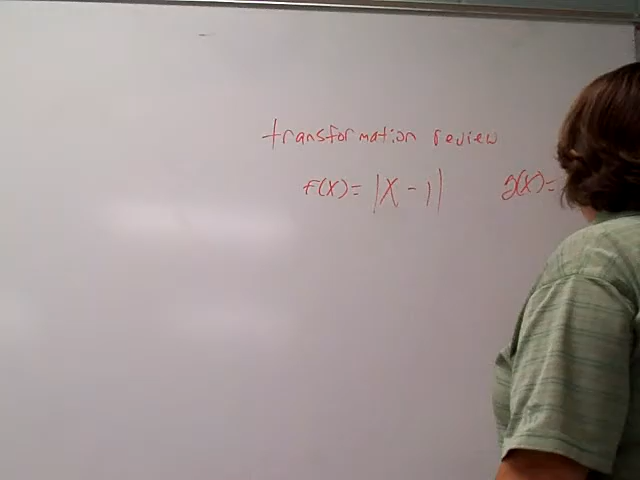 transformation review
f(x)= |x - 1| g(x)=